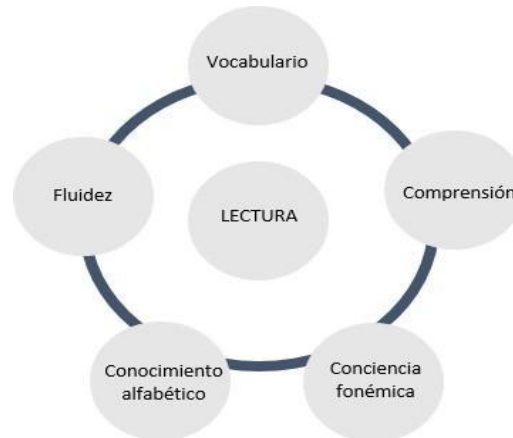 Vocabulario
Fluidez
Comprensión
LECTURA
Conocimiento
alfabético
Conciencia
fonémica